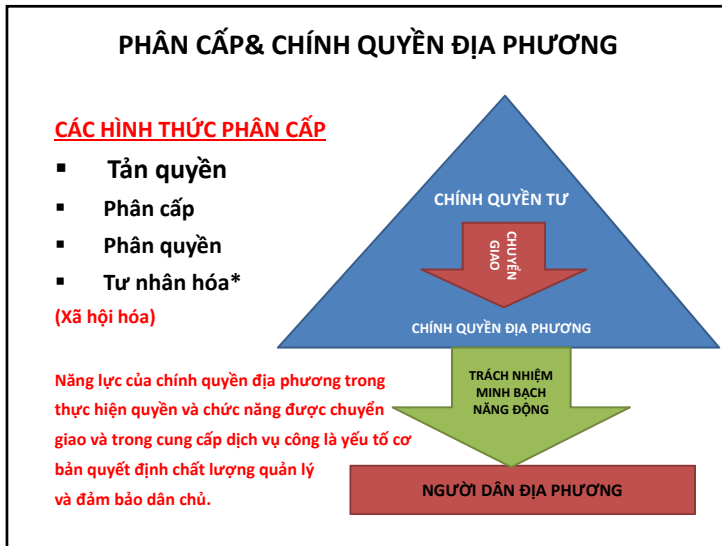 PHÂN CẤP& CHÍNH QUYỀN ĐỊA PHƯƠNG
CÁC HÌNH THỨC PHÂN CẤP
▪ Tản quyền
▪ Phân cấp
▪ Phân quyền
▪ Tư nhân hóa*
(Xã hội hóa)
Năng lực của chính quyền địa phương trong
thực hiện quyền và chức năng được chuyển
giao và trong cung cấp dịch vụ công là yếu tố cơ
bản quyết định chất lượng quản lý
và đảm bảo dân chủ.
CHÍNH QUYỀN TƯ
CHUYỂN
GIAO
CHÍNH QUYỀN ĐỊA PHƯƠNG
TRÁCH NHIỆM
MINH BẠCH
NĂNG ĐỘNG
NGƯỜI DÂN ĐỊA PHƯƠNG